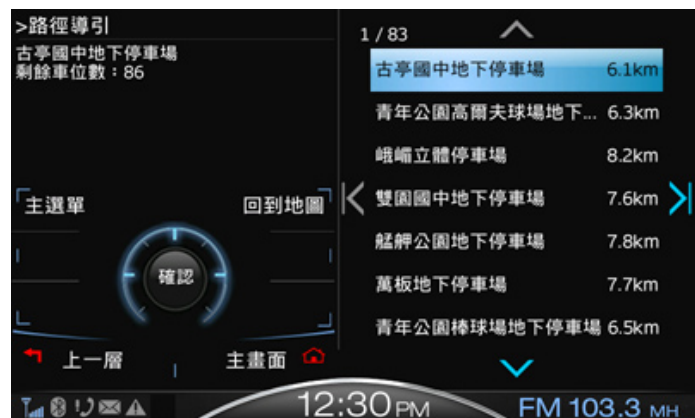 >路徑導引
古亭國中地下停車場
剩餘車位數：86
主選單
回到地圖
確認
上一層
主畫面
1 / 83
古亭國中地下停車場 6.1km
青年公園高爾夫球場地下... 6.3km
峨嵋立體停車場 8.2km
雙園國中地下停車場 7.6km
艋舺公園地下停車場 7.8km
萬板地下停車場 7.7km
青年公園棒球場地下停車場 6.5km
12:30 PM
FM 103.3 MH